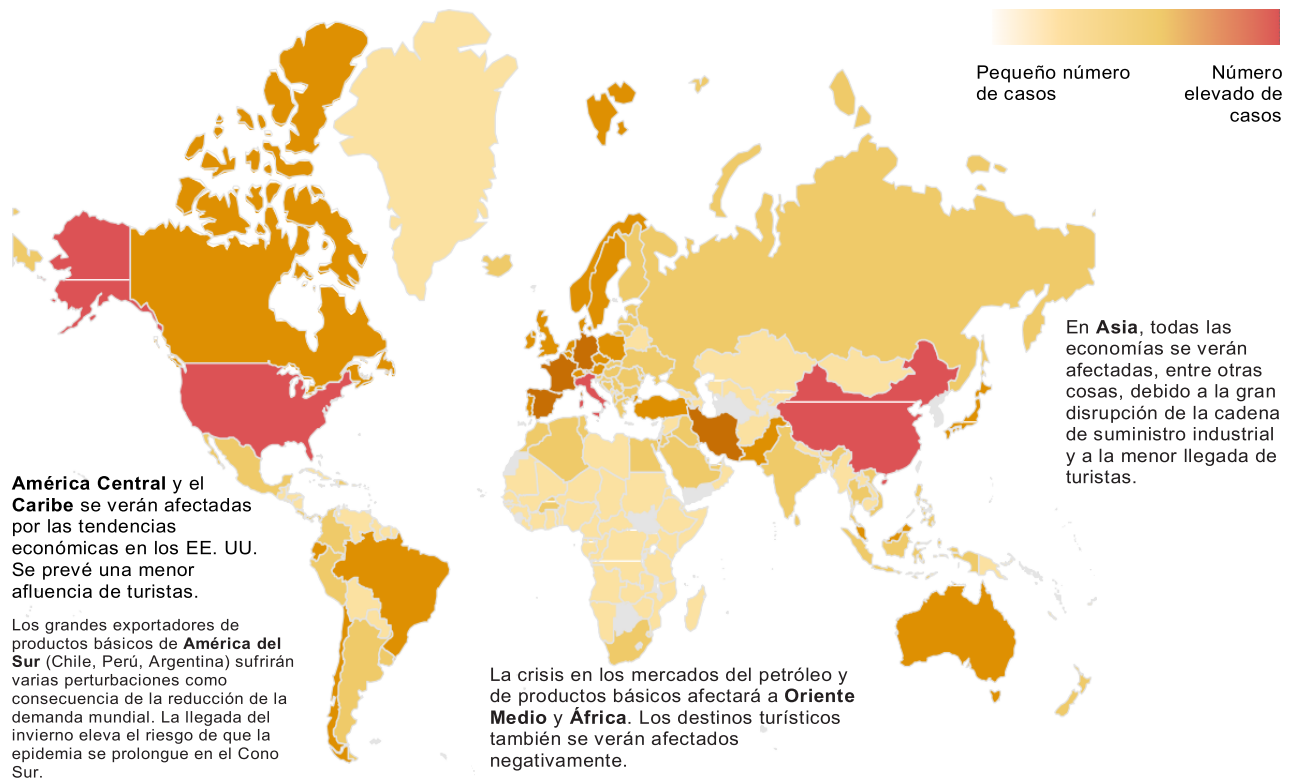 Pequeño número
de casos
Número
elevado de
casos
En Asia, todas las
economías se verán
afectadas, entre otras
cosas, debido a la gran
disrupción de la cadena
de suministro industrial
y a la menor llegada de
turistas.
América Central y el
Caribe se verán afectadas
por las tendencias
económicas en los EE. UU.
Se prevé una menor
afluencia de turistas.
Los grandes exportadores de
productos básicos de América del
Sur (Chile, Perú, Argentina) sufrirán
varias perturbaciones como
consecuencia de la reducción de la
demanda mundial. La llegada del
invierno eleva el riesgo de que la
epidemia se prolongue en el Cono
Sur.
La crisis en los mercados del petróleo y
de productos básicos afectará a Oriente
Medio y África. Los destinos turísticos
también se verán afectados
negativamente.